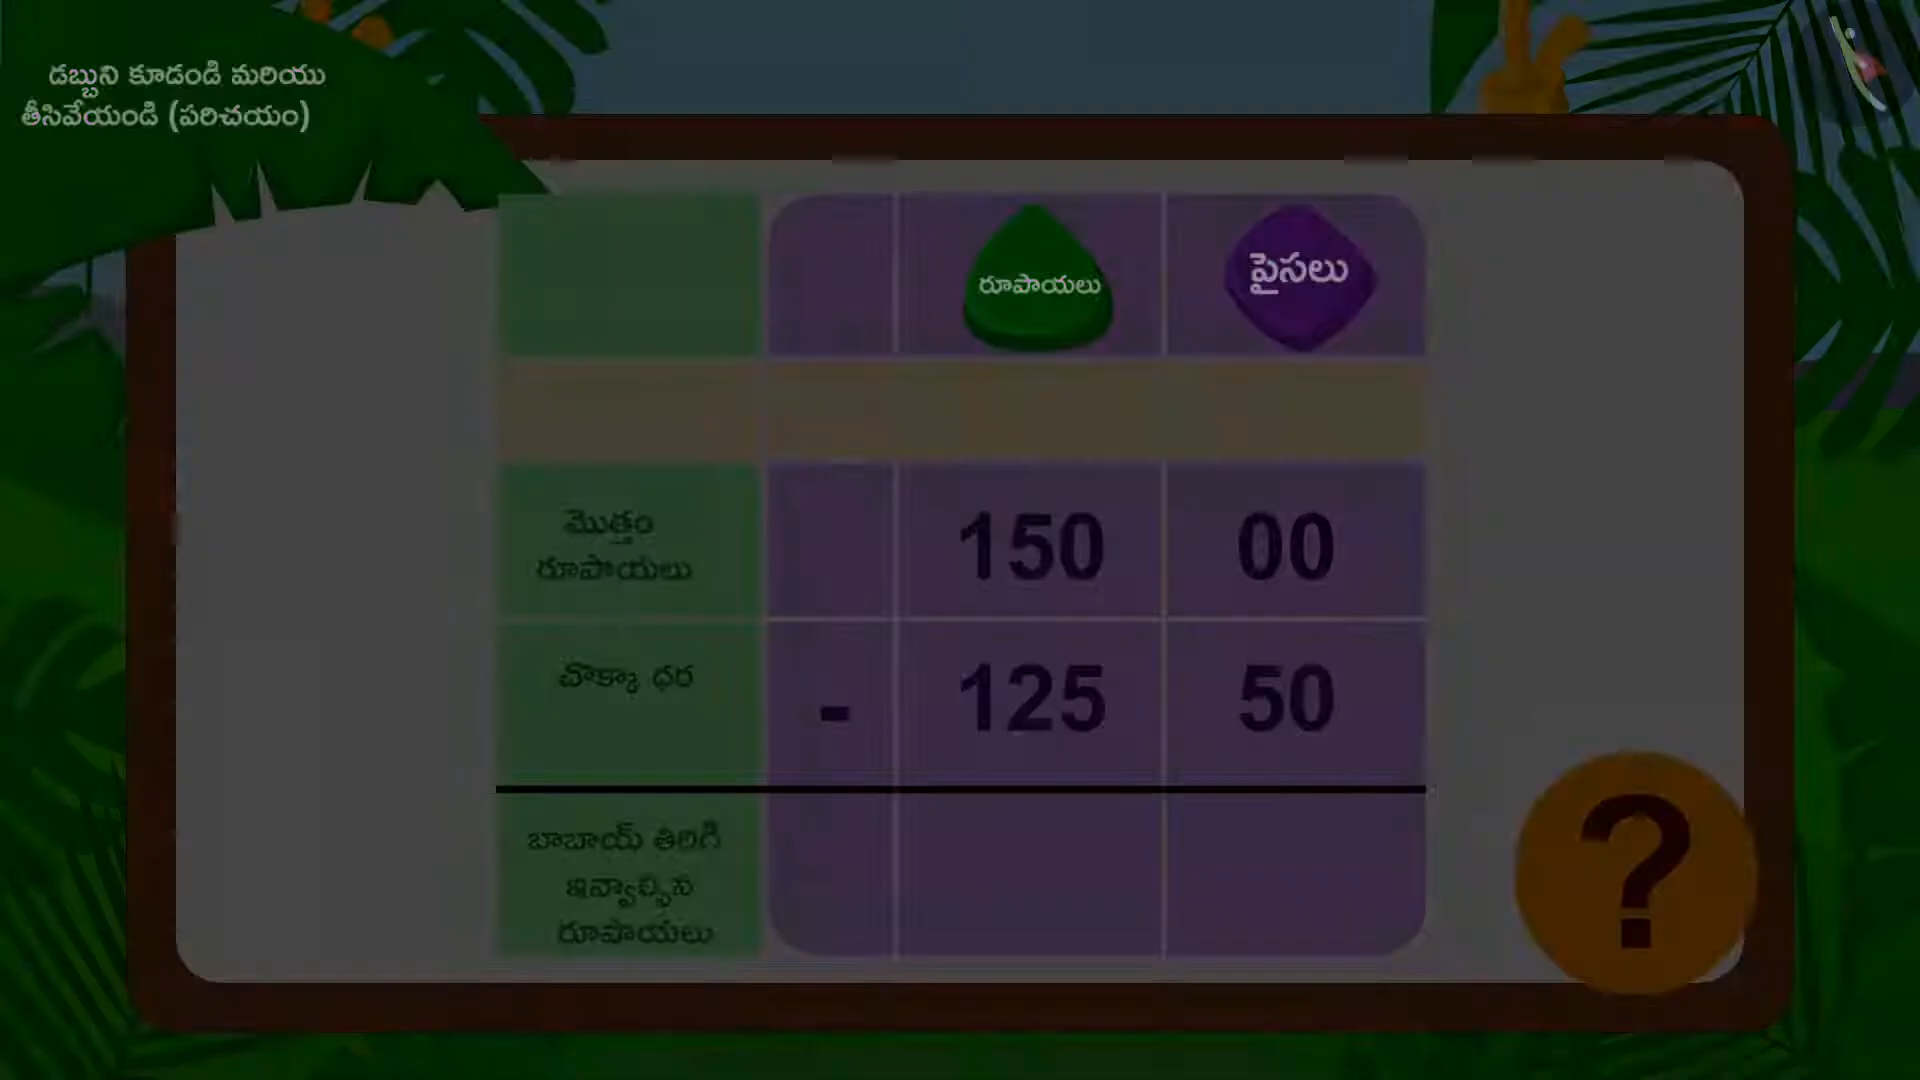 డబ్బుని కూడండి మరియు
తీసివేయండి (పరిచయం)
రూపాయలు
పైసలు
మొత్తం
రూపాయలు
150 00
చొక్కా ధర
- 125 50
బాబాయ్ తిరిగి
ఇవ్వాల్సిన
రూపాయలు
?